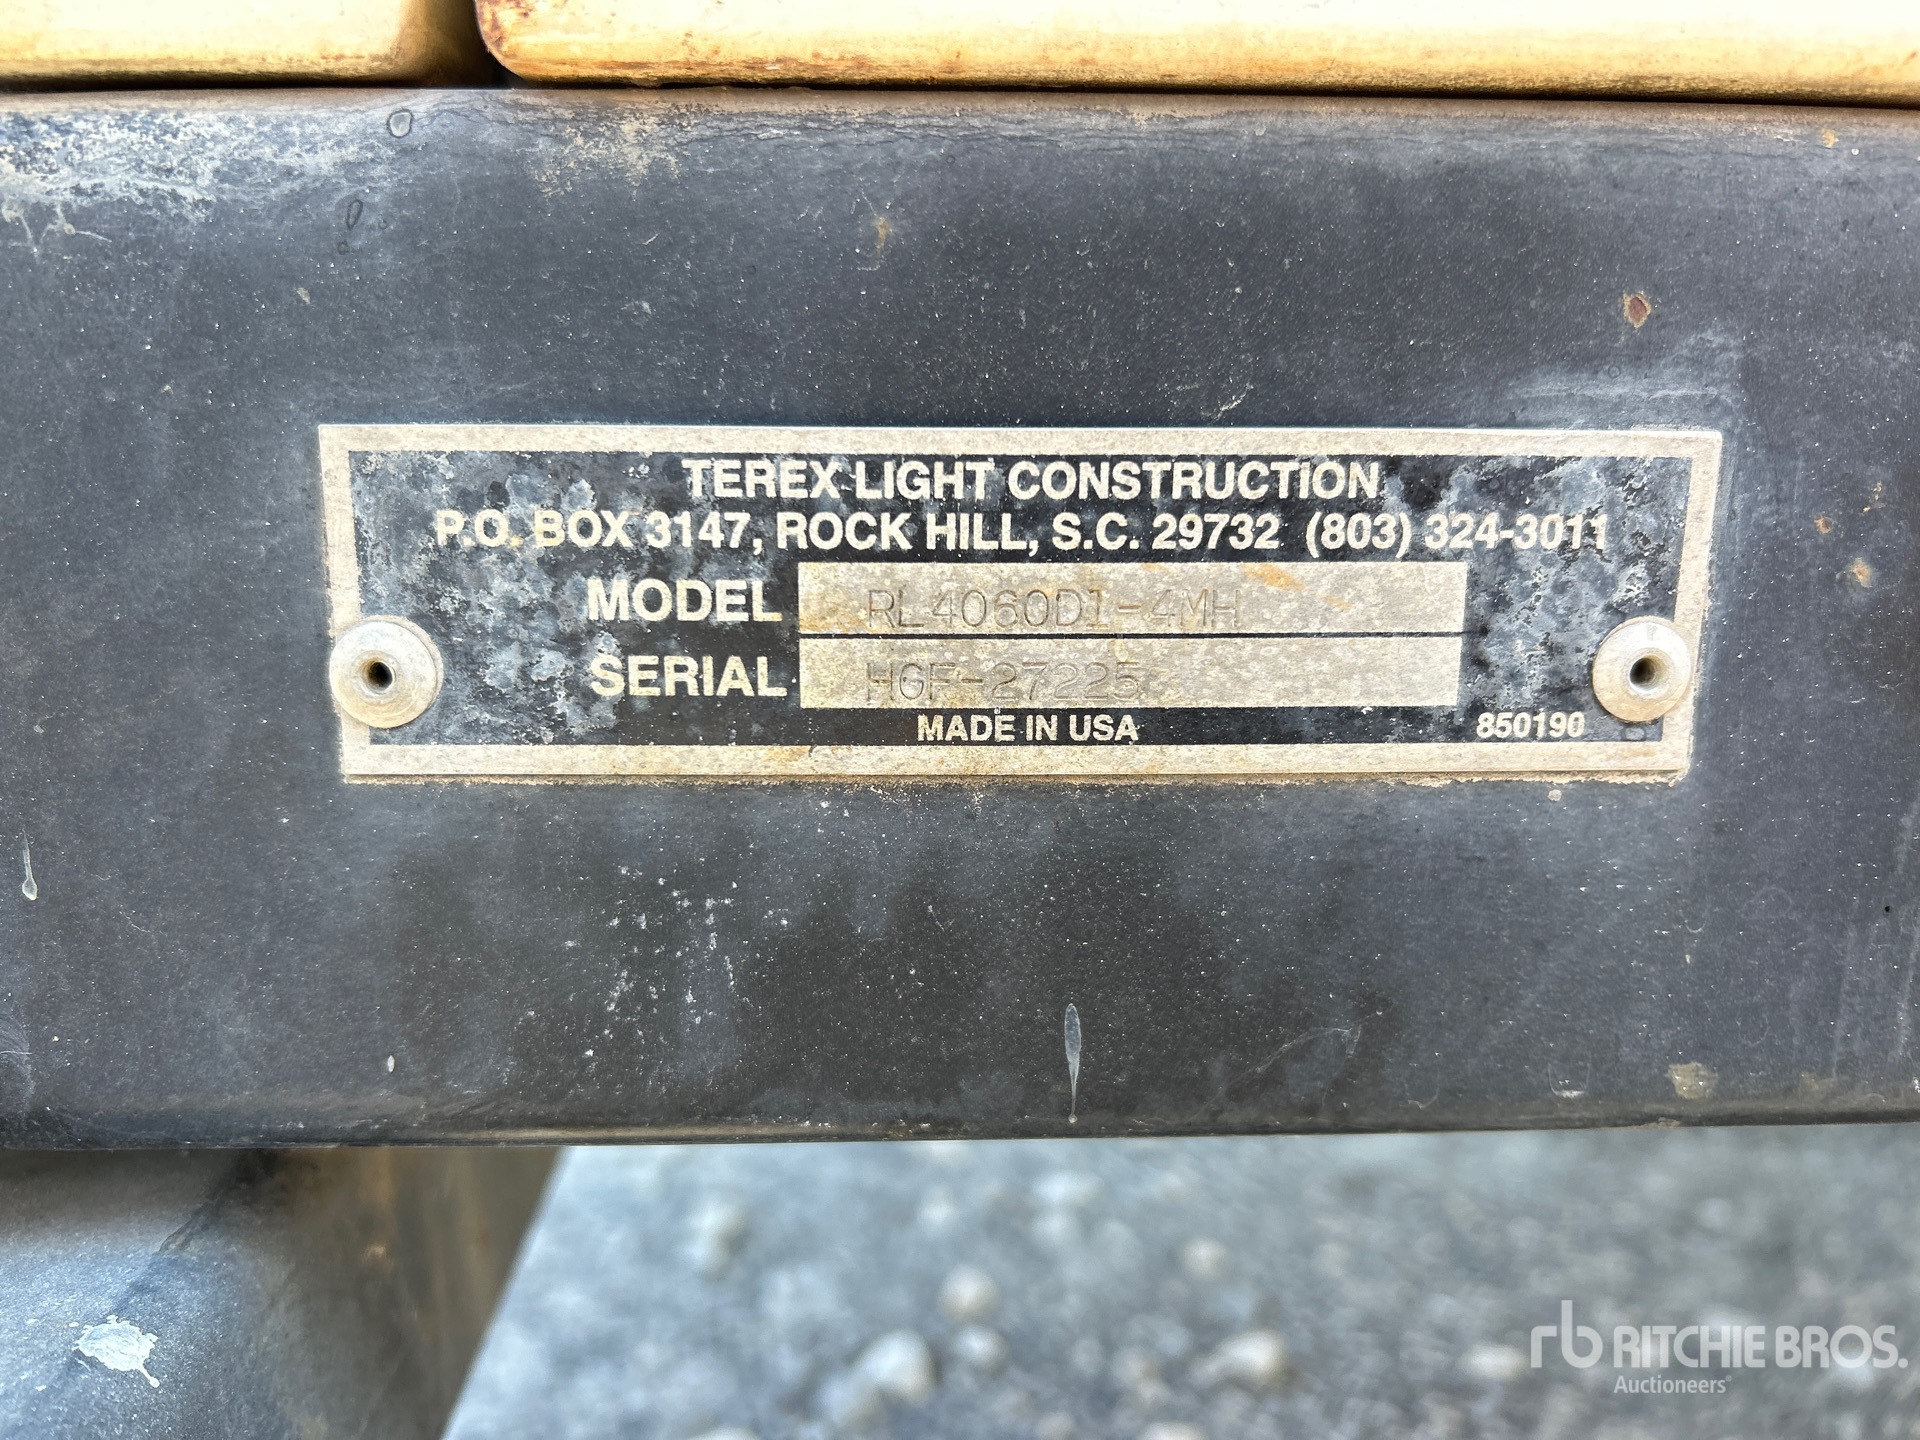 TEREX LIGHT CONSTRUCTION
P.O. BOX 3147, ROCK HILL, S.C. 29732 (803) 324-3011
MODEL RL4060DI-4MH
SERIAL HGF-27225
MADE IN USA 850190
rb RITCHIE BROS.
Auctioneers